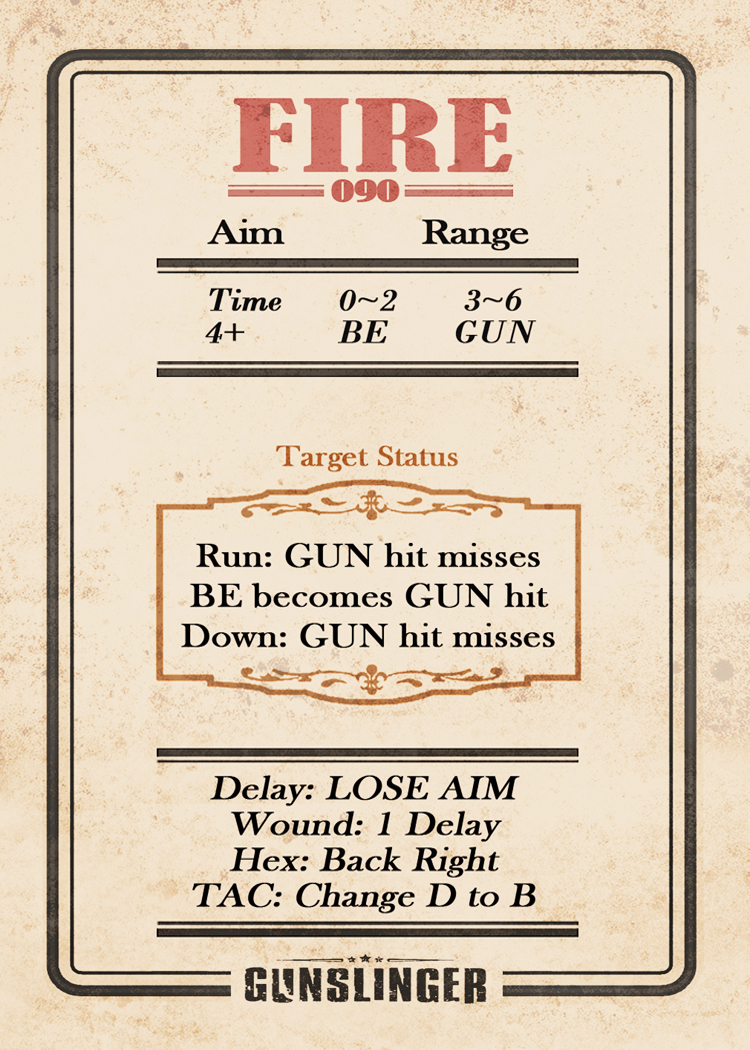 FIRE
090
Aim Range
Time 0~2 3~6
4+ BE GUN
Target Status
Run: GUN hit misses
BE becomes GUN hit
Down: GUN hit misses
Delay: LOSE AIM
Wound: 1 Delay
Hex: Back Right
TAC: Change D to B
GUNSLINGER